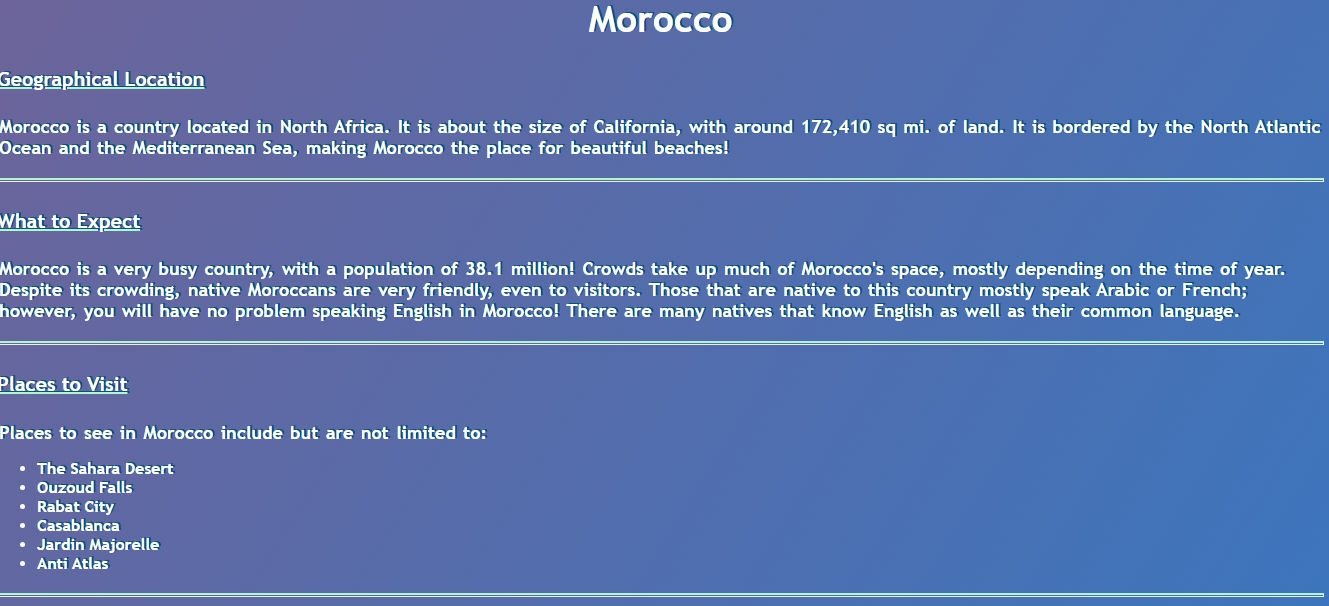 Morocco
Geographical Location
Morocco is a country located in North Africa. It is about the size of California, with around 172,410 sq mi. of land. It is bordered by the North Atlantic
Ocean and the Mediterranean Sea, making Morocco the place for beautiful beaches!
What to Expect
Morocco is a very busy country, with a population of 38.1 million! Crowds take up much of Morocco's space, mostly depending on the time of year.
Despite its crowding, native Moroccans are very friendly, even to visitors. Those that are native to this country mostly speak Arabic or French;
however, you will have no problem speaking English in Morocco! There are many natives that know English as well as their common language.
Places to Visit
Places to see in Morocco include but are not limited to:
• The Sahara Desert
• Ouzoud Falls
• Rabat City
• Casablanca
• Jardin Majorelle
• Anti Atlas